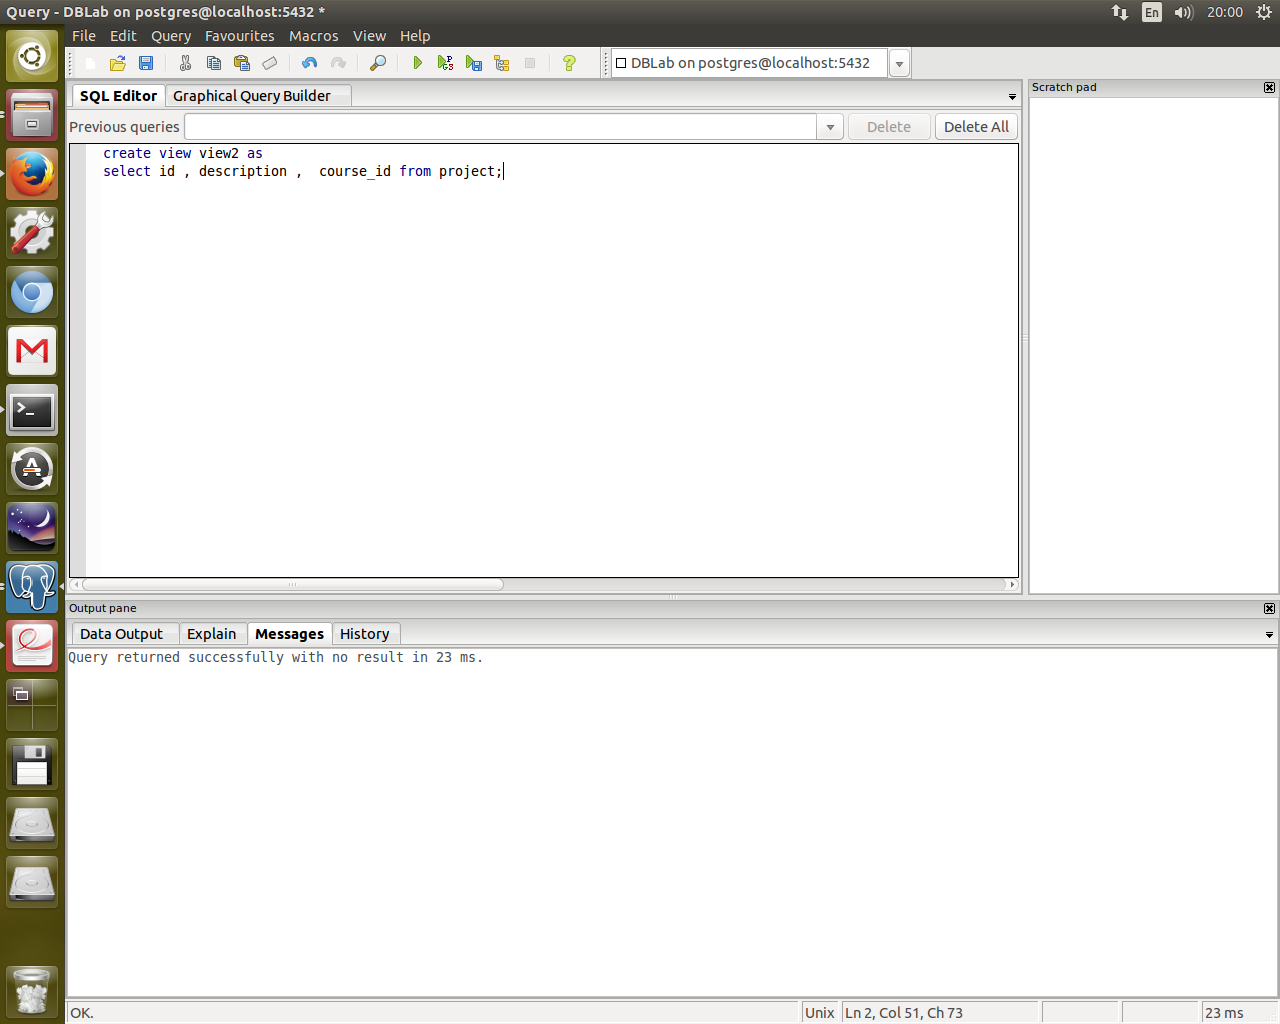 Query - DBLab on postgres@localhost:5432 *
En
20:00
File Edit Query Favourites Macros View Help
DBLab on postgres@localhost:5432
SQL Editor
Graphical Query Builder
Scratch pad
Previous queries
Delete
Delete All
create view view2 as
select id , description ,  course_id from project;
Output pane
Data Output
Explain
Messages
History
Query returned successfully with no result in 23 ms.
OK.
Unix
Ln 2, Col 51, Ch 73
23 ms